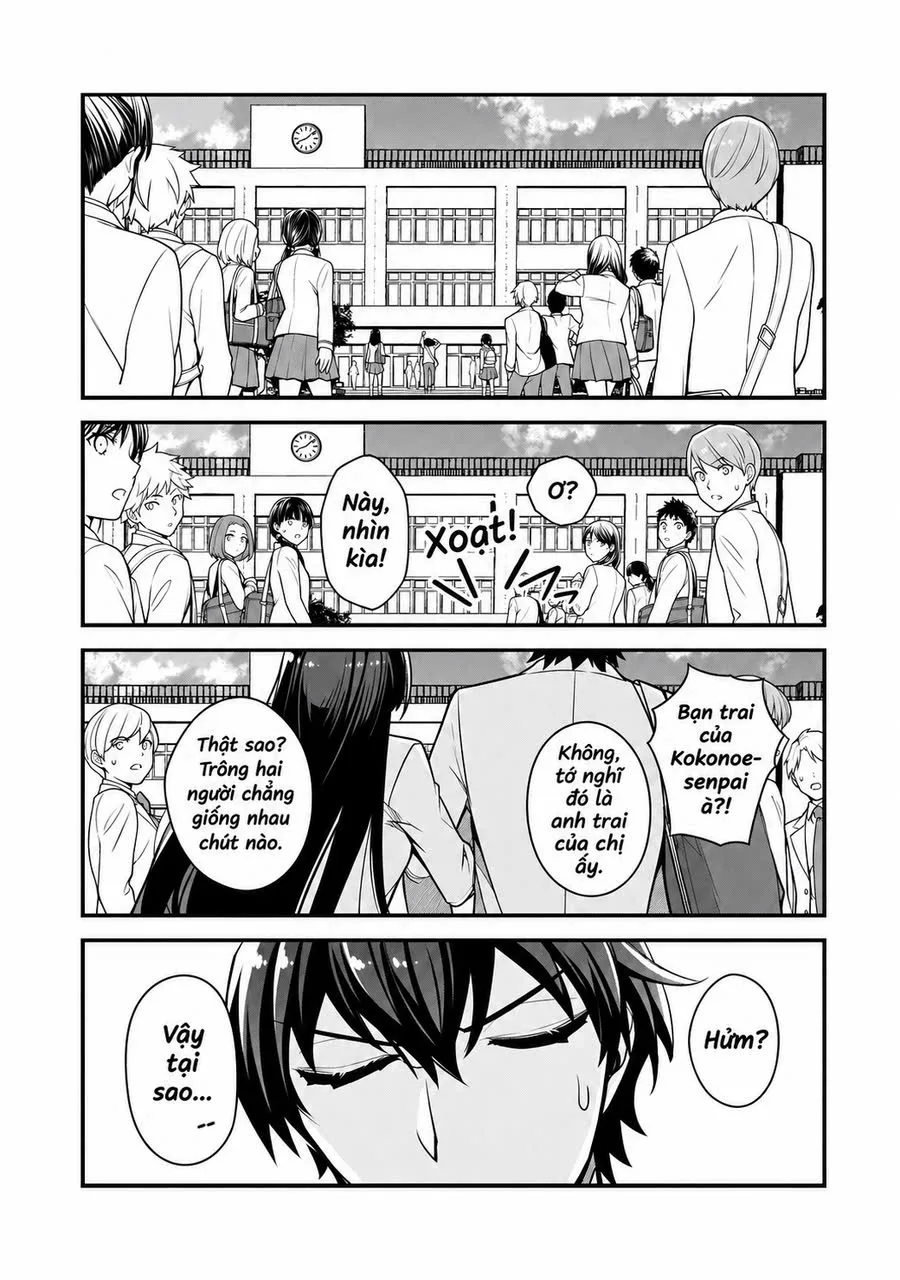 Ơ?
Này,
nhìn
kìa!
Xoạt!
Bạn trai
của
Kokonoe-
senpai
à?!
Không,
tớ nghĩ
đó là
anh trai
của chị
ấy.
Thật sao?
Trông hai
người chẳng
giống nhau
chút nào.
Hửm?
Vậy
tại
sao...
--